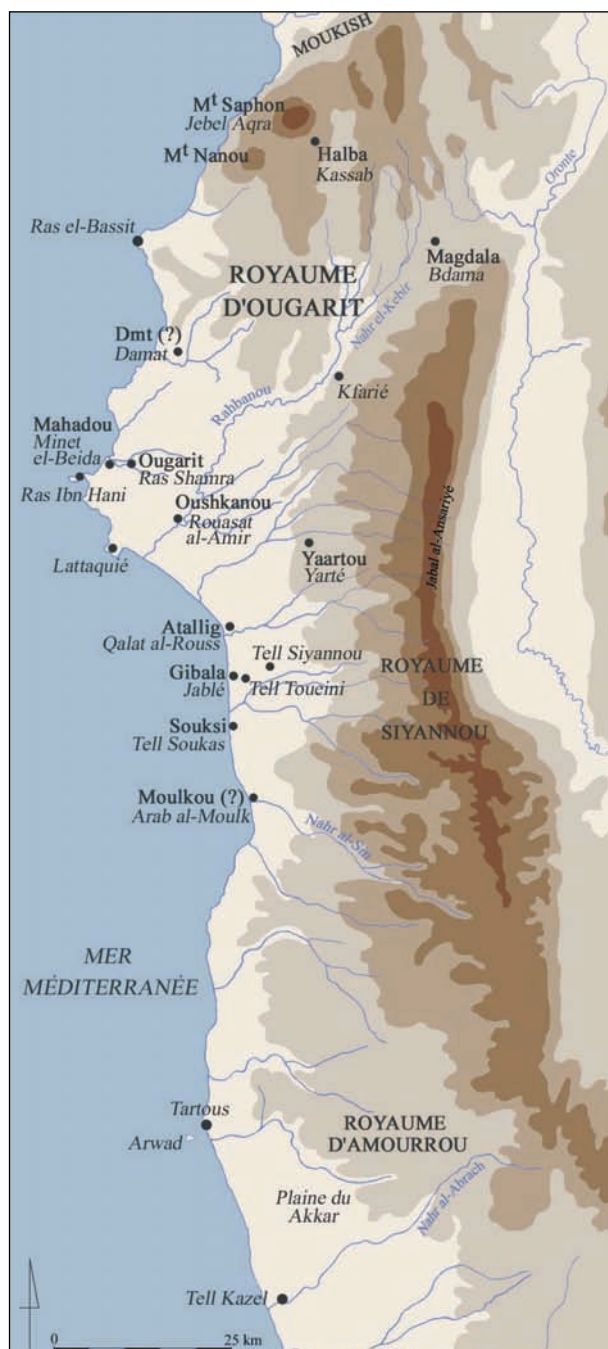 MOUKISH
Mt Saphon
Jebel Aqra
Mt Nanou
Halba
Kassab
Oronte
Ras el-Bassit
Magdala
Bdama
ROYAUME
D'OUGARIT
Nahr el-Kebir
Dmt (?)
Damat
Kfarié
Rahbanou
Mahadou
Minet
el-Beida
Ougarit
Ras Shamra
Ras Ibn Hani
Oushkanou
Rouasat
al-Amir
Jabal al-Ansariyé
Lattaquié
Yaartou
Yarté
Atallig
Qalat al-Rouss
Tell Siyannou
Gibala
Jablé
Tell Toueini
ROYAUME
DE
SIYANNOU
Souksi
Tell Soukas
Moulkou (?)
Arab al-Moulk
Nahr al-Sin
MER
MÉDITERRANÉE
Tartous
Arwad
ROYAUME
D'AMOURROU
Plaine du
Akkar
Nahr al-Abrach
Tell Kazel
0 25 km